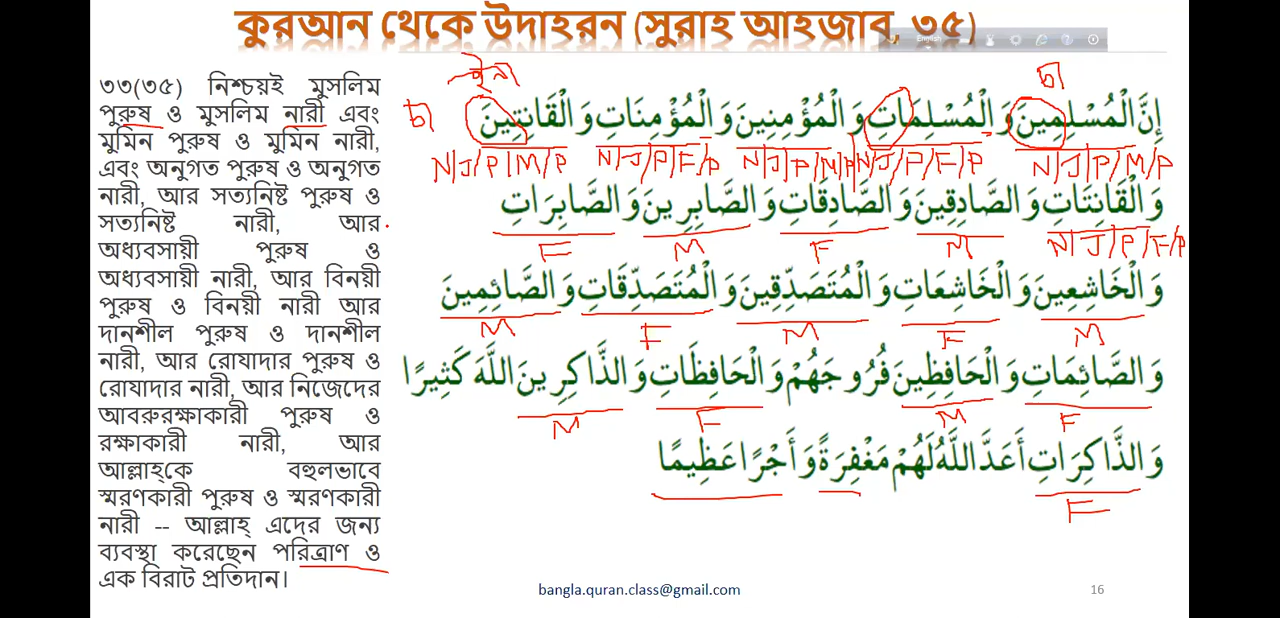 কুরআন থেকে উদাহরন (সুরাহ আহজাব, ৩৫)
৩৩(৩৫) নিশ্চয়ই মুসলিম
পুরুষ ও মুসলিম নারী এবং
মুমিন পুরুষ ও মুমিন নারী,
এবং অনুগত পুরুষ ও অনুগত
নারী, আর সত্যনিষ্ট পুরুষ ও
সত্যনিষ্ট নারী, আর
অধ্যবসায়ী পুরুষ ও
অধ্যবসায়ী নারী, আর বিনয়ী
পুরুষ ও বিনয়ী নারী আর
দানশীল পুরুষ ও দানশীল
নারী, আর রোযাদার পুরুষ ও
রোযাদার নারী, আর নিজেদের
আবরুরক্ষাকারী পুরুষ ও
রক্ষাকারী নারী, আর
আল্লাহ্‌কে বহুলভাবে
স্মরণকারী পুরুষ ও স্মরণকারী
নারী -- আল্লাহ্ এদের জন্য
ব্যবস্থা করেছেন পরিত্রাণ ও
এক বিরাট প্রতিদান।
إِنَّ الْمُسْلِمِينَ وَالْمُسْلِمَاتِ وَالْمُؤْمِنِينَ وَالْمُؤْمِنَاتِ وَالْقَانِتِينَ
N/J/P/M/P N/J/P/F/P N/J/P/M/P N/J/P/F/P N/J/P/M/P
وَالْقَانِتَاتِ وَالصَّادِقِينَ وَالصَّادِقَاتِ وَالصَّابِرِينَ وَالصَّابِرَاتِ
N/J/P/F/P M F M F
وَالْخَاشِعِينَ وَالْخَاشِعَاتِ وَالْمُتَصَدِّقِينَ وَالْمُتَصَدِّقَاتِ وَالصَّائِمِينَ
M F M F M
وَالصَّائِمَاتِ وَالْحَافِظِينَ فُرُوجَهُمْ وَالْحَافِظَاتِ وَالذَّاكِرِينَ اللَّهَ كَثِيرًا
F M F M
وَالذَّاكِرَاتِ أَعَدَّ اللَّهُ لَهُمْ مَغْفِرَةً وَأَجْرًا عَظِيمًا
F
bangla.quran.class@gmail.com
16